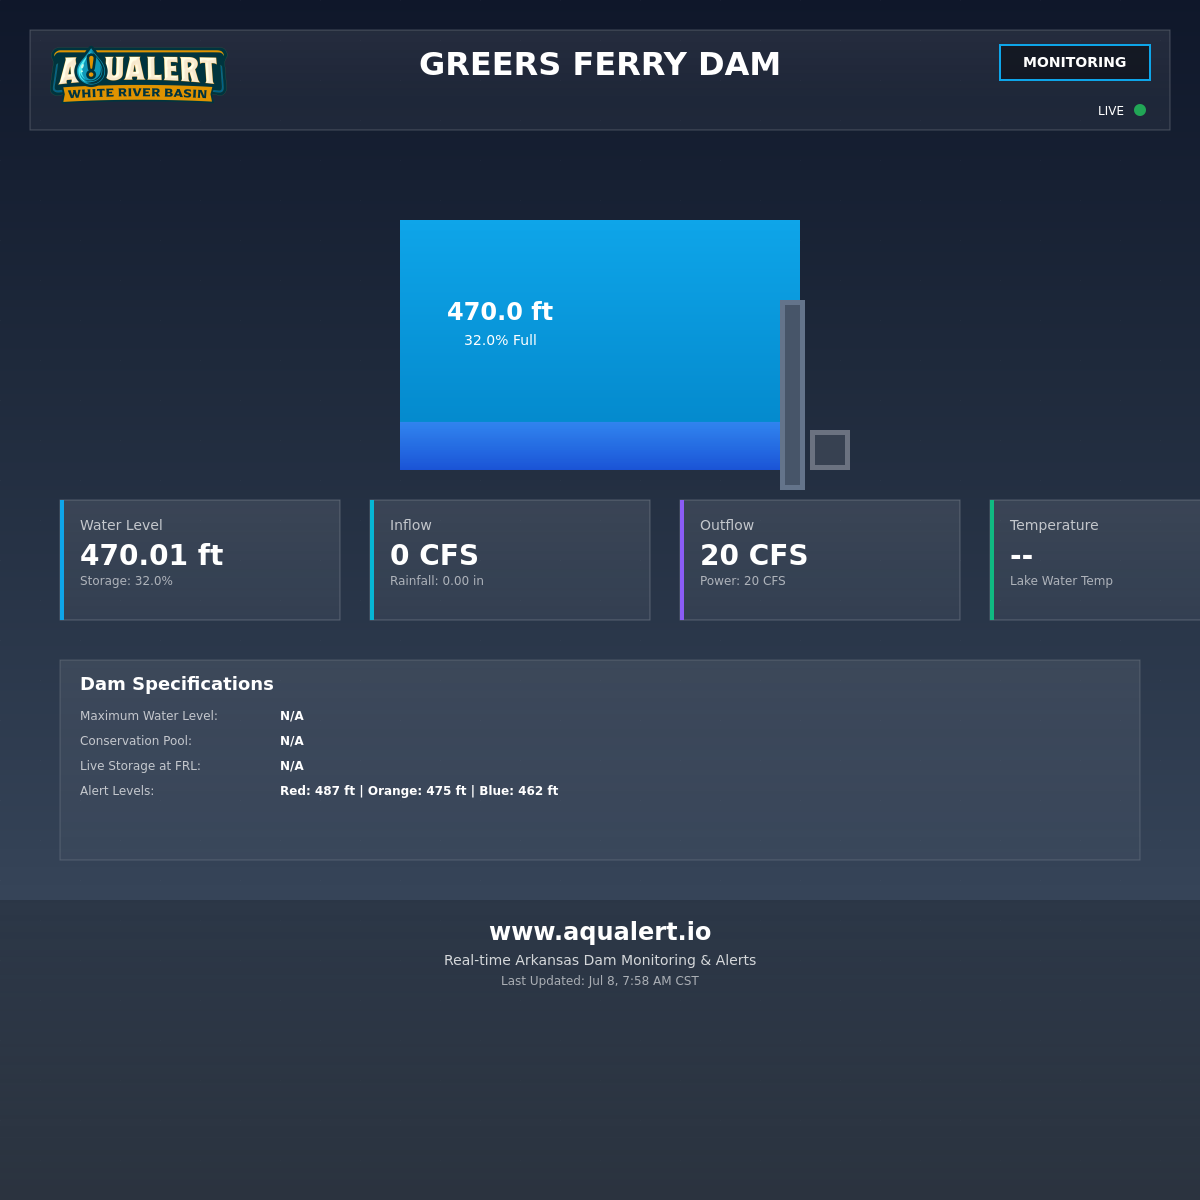 AQUALERT
WHITE RIVER BASIN
GREERS FERRY DAM
MONITORING
LIVE
470.0 ft
32.0% Full
Water Level
470.01 ft
Storage: 32.0%
Inflow
0 CFS
Rainfall: 0.00 in
Outflow
20 CFS
Power: 20 CFS
Temperature
--
Lake Water Temp
Dam Specifications
Maximum Water Level: N/A
Conservation Pool: N/A
Live Storage at FRL: N/A
Alert Levels: Red: 487 ft | Orange: 475 ft | Blue: 462 ft
www.aqualert.io
Real-time Arkansas Dam Monitoring & Alerts
Last Updated: Jul 8, 7:58 AM CST